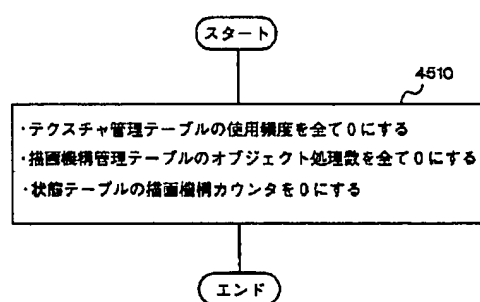 スタート
4510
・テクスチャ管理テーブルの使用頻度を全て0にする
・描画機構管理テーブルのオブジェクト処理数を全て0にする
・状態テーブルの描画機構カウンタを0にする
エンド